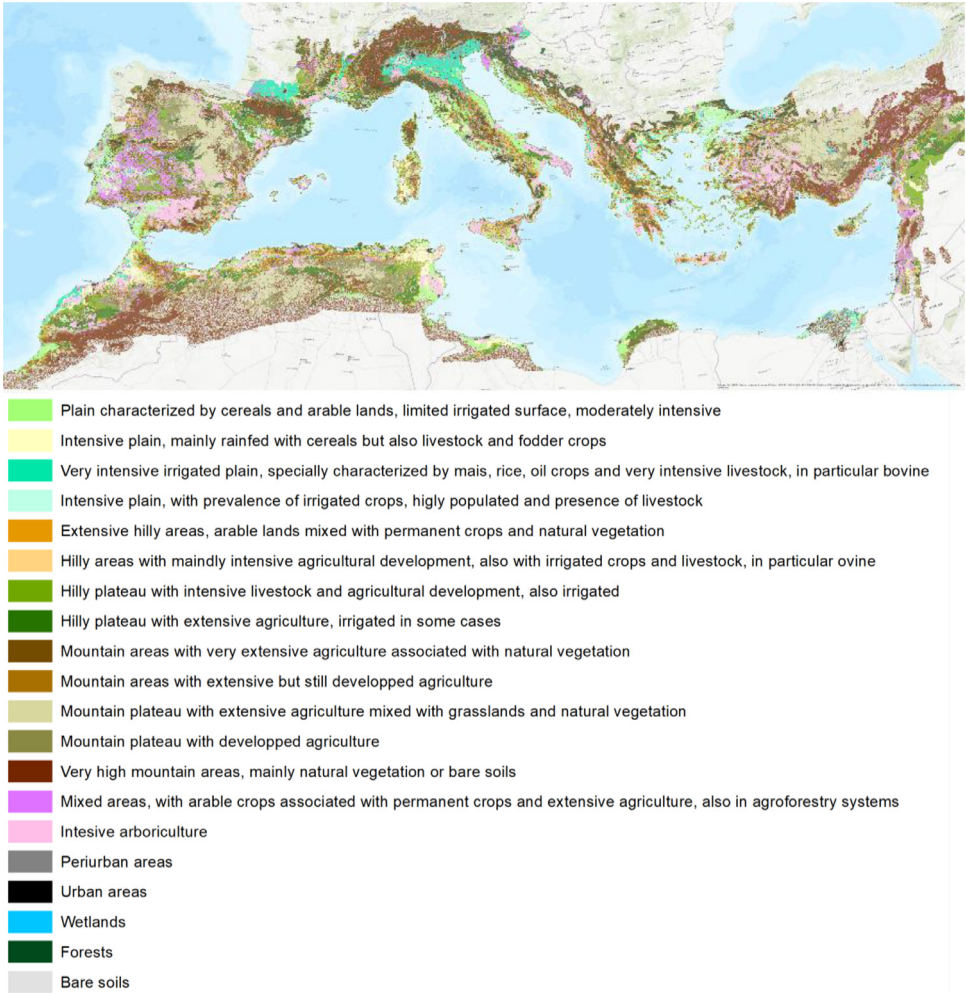 Plain characterized by cereals and arable lands, limited irrigated surface, moderately intensive
Intensive plain, mainly rainfed with cereals but also livestock and fodder crops
Very intensive irrigated plain, specially characterized by mais, rice, oil crops and very intensive livestock, in particular bovine
Intensive plain, with prevalence of irrigated crops, higly populated and presence of livestock
Extensive hilly areas, arable lands mixed with permanent crops and natural vegetation
Hilly areas with maindly intensive agricultural development, also with irrigated crops and livestock, in particular ovine
Hilly plateau with intensive livestock and agricultural development, also irrigated
Hilly plateau with extensive agriculture, irrigated in some cases
Mountain areas with very extensive agriculture associated with natural vegetation
Mountain areas with extensive but still developped agriculture
Mountain plateau with extensive agriculture mixed with grasslands and natural vegetation
Mountain plateau with developped agriculture
Very high mountain areas, mainly natural vegetation or bare soils
Mixed areas, with arable crops associated with permanent crops and extensive agriculture, also in agroforestry systems
Intesive arboriculture
Periurban areas
Urban areas
Wetlands
Forests
Bare soils